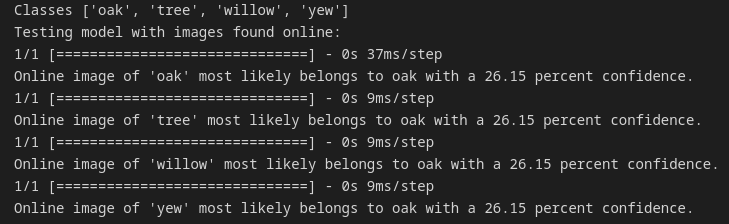 Classes ['oak', 'tree', 'willow', 'yew']
Testing model with images found online:
1/1 [==============================] - 0s 37ms/step
Online image of 'oak' most likely belongs to oak with a 26.15 percent confidence.
1/1 [==============================] - 0s 9ms/step
Online image of 'tree' most likely belongs to oak with a 26.15 percent confidence.
1/1 [==============================] - 0s 9ms/step
Online image of 'willow' most likely belongs to oak with a 26.15 percent confidence.
1/1 [==============================] - 0s 9ms/step
Online image of 'yew' most likely belongs to oak with a 26.15 percent confidence.